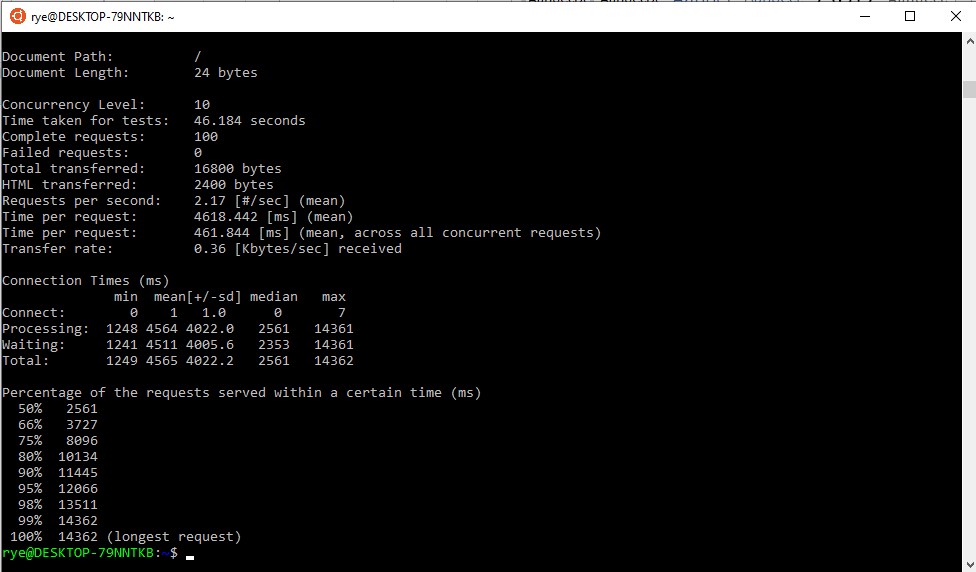 rye@DESKTOP-79NNTKB: ~
Document Path:          /
Document Length:        24 bytes
Concurrency Level:      10
Time taken for tests:   46.184 seconds
Complete requests:      100
Failed requests:        0
Total transferred:      16800 bytes
HTML transferred:       2400 bytes
Requests per second:    2.17 [#/sec] (mean)
Time per request:       4618.442 [ms] (mean)
Time per request:       461.844 [ms] (mean, across all concurrent requests)
Transfer rate:          0.36 [Kbytes/sec] received
Connection Times (ms)
              min  mean[+/-sd] median   max
Connect:        0    1   1.0      0       7
Processing:  1248 4564 4022.0   2561   14361
Waiting:     1241 4511 4005.6   2353   14361
Total:       1249 4565 4022.2   2561   14362
Percentage of the requests served within a certain time (ms)
  50%   2561
  66%   3727
  75%   8096
  80%  10134
  90%  11445
  95%  12066
  98%  13511
  99%  14362
 100%  14362 (longest request)
rye@DESKTOP-79NNTKB:~$